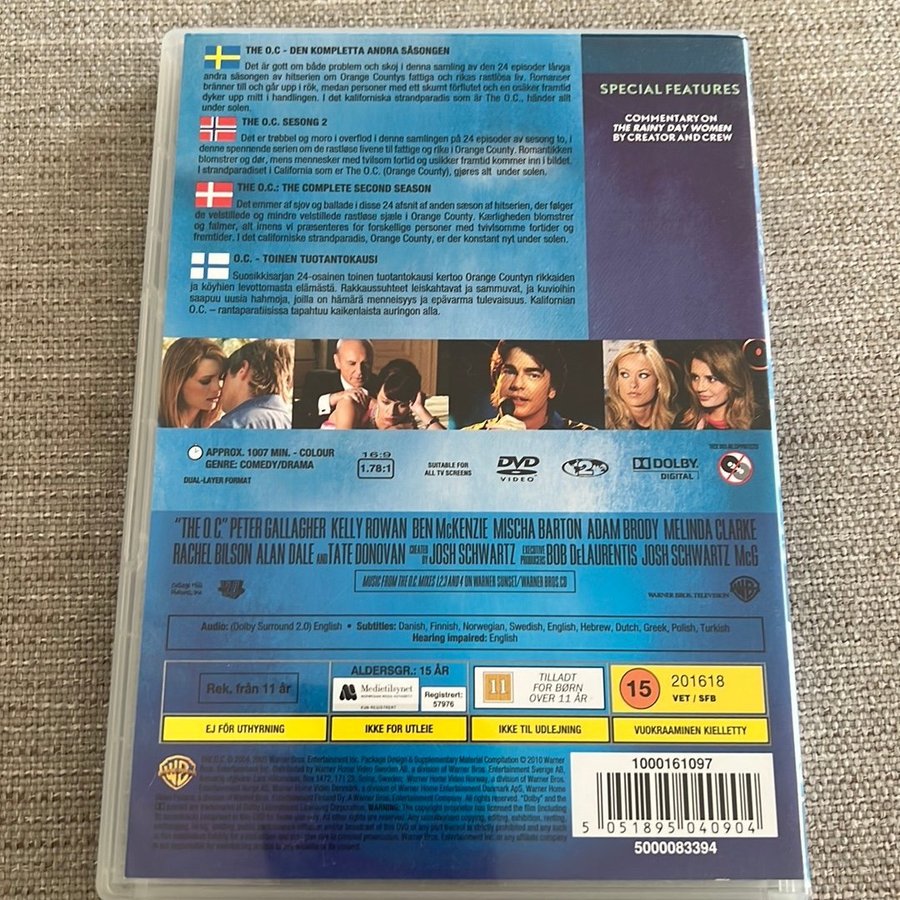 THE O.C - DEN KOMPLETTA ANDRA SÄSONGEN
Det är gott om både problem och skoj i denna samling av den 24 episoder långa
andra säsongen av hitserien om Orange Countys fattiga och rikas rastlösa liv. Romanser
bränner till och går upp i rök, medan personer med ett skumt förflutet och en osäker framtid
dyker upp mitt i handlingen. I det kaliforniska strandparadis som är The O.C., händer allt
under solen.
THE O.C. SESONG 2
Det er trøbbel og moro i overflod i denne samlingen på 24 episoder av sesong to, i
denne spennende serien om de rastløse livene til fattige og rike i Orange County. Romantikken
blomstrer og dør, mens mennesker med tvilsom fortid og usikker framtid kommer inn i bildet.
I strandparadiset i California som er The O.C. (Orange County), gjøres alt under solen.
THE O.C.: THE COMPLETE SECOND SEASON
Det emmer af sjov og ballade i disse 24 afsnit af anden sæson af hitserien, der følger
de velstillede og mindre velstillede rastløse sjæle i Orange County. Kærligheden blomstrer
og falmer, alt imens vi præsenteres for forskellige personer med tvivlsomme fortider og
fremtider. I det californiske strandparadis, Orange County, er der konstant nyt under solen.
O.C. - TOINEN TUOTANTOKAUSI
Suosikkisarjan 24-osainen toinen tuotantokausi kertoo Orange Countyn rikkaiden
ja köyhien levottomasta elämästä. Rakkaussuhteet leiskahtavat ja sammuvat, ja kuvioihin
saapuu uusia hahmoja, joilla on hämärä menneisyys ja epävarma tulevaisuus. Kalifornian
O.C. – rantaparatiisissa tapahtuu kaikenlaista auringon alla.
SPECIAL FEATURES
COMMENTARY ON
THE RAINY DAY WOMEN
BY CREATOR AND CREW
APPROX. 1007 MIN. - COLOUR
GENRE: COMEDY/DRAMA
DUAL-LAYER FORMAT
16:9
1.78:1
SUITABLE FOR
ALL TV SCREENS
DVD
VIDEO
2
DOLBY
DIGITAL
"THE O.C." PETER GALLAGHER KELLY ROWAN BEN McKENZIE MISCHA BARTON ADAM BRODY MELINDA CLARKE
RACHEL BILSON ALAN DALE AND TATE DONOVAN CREATED BY JOSH SCHWARTZ EXECUTIVE PRODUCERS BOB DeLAURENTIS JOSH SCHWARTZ McG
MUSIC FROM THE O.C. MIXES 1,2,3 AND 4 ON WARNER SUNSET/WARNER BROS. CD
WARNER BROS. TELEVISION
Audio: (Dolby Surround 2.0) English • Subtitles: Danish, Finnish, Norwegian, Swedish, English, Hebrew, Dutch, Greek, Polish, Turkish
Hearing impaired: English
Rek. från 11 år
ALDERSGR.: 15 ÅR
Medietilsynet
Registrert:
57976
11
TILLADT
FOR BØRN
OVER 11 ÅR
15
201618
VET / SFB
EJ FÖR UTHYRNING
IKKE FOR UTLEIE
IKKE TIL UDLEJNING
VUOKRAAMINEN KIELLETTY
1000161097
5 051895 040904
5000083394